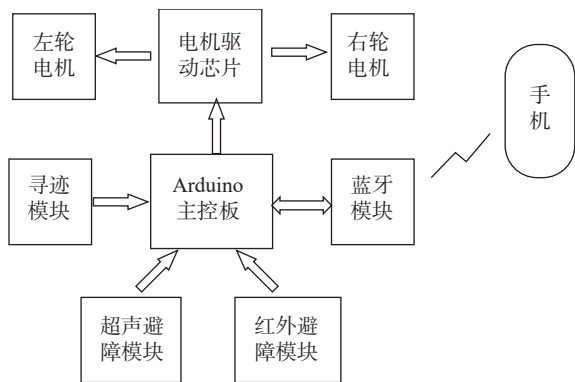 左轮
电机
电机驱
动芯片
右轮
电机
手
机
寻迹
模块
Arduino
主控板
蓝牙
模块
超声避
障模块
红外避
障模块